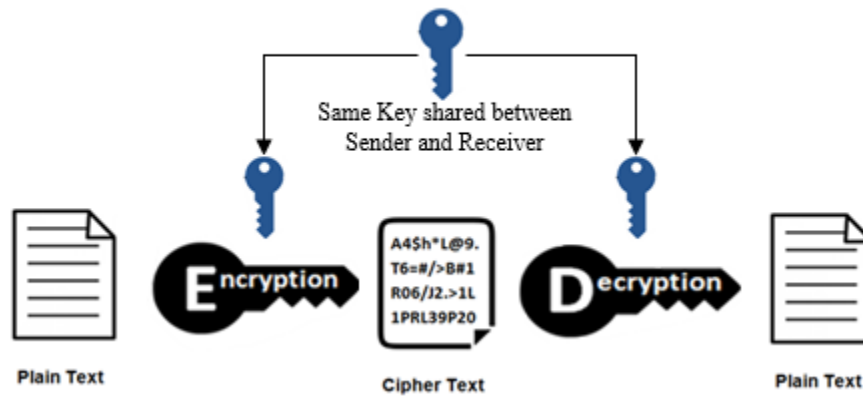 Same Key shared between
Sender and Receiver
Encryption
A4$h*L@9.
T6=#/>B#1
R06/J2.>1L
1PRL39P20
Decryption
Plain Text
Cipher Text
Plain Text